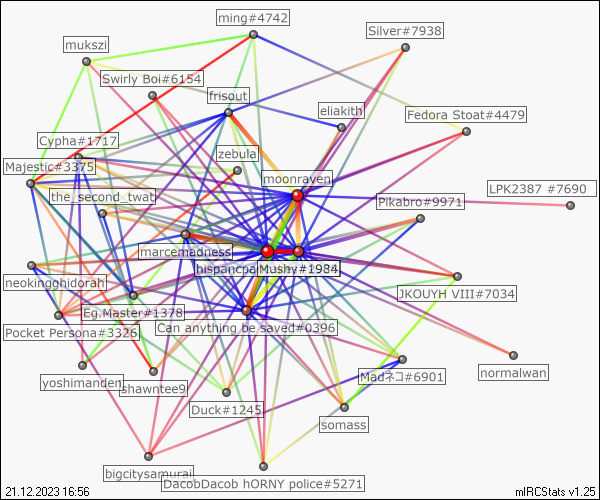 ming#4742
Silver#7938
mukszi
Swirly Boi#6154
frisout
eliakith
Fedora Stoat#4479
Cypha#1717
zebula
Majestic#3375
moonraven
LPK2387 #7690
the_second_twat
Pikabro#9971
marcemadness
hispancpa
Mushy#1984
neokingghidorah
JKOUYH VIII#7034
Eg.Master#1378
Can anything be saved#0396
Pocket Persona#3326
normalwan
yoshimanden
shawntee9
Madネコ#6901
Duck#1245
somass
bigcitysamurai
DacobDacob hORNY police#5271
21.12.2023 16:56
mIRCStats v1.25